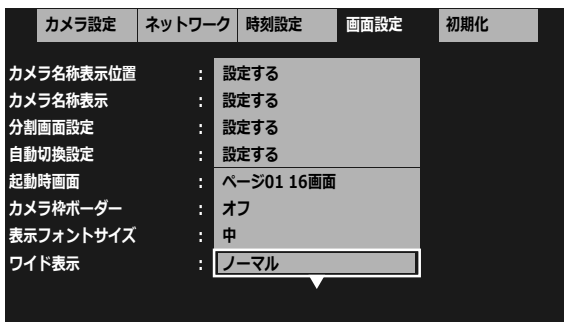 カメラ設定 ネットワーク 時刻設定 画面設定 初期化
カメラ名称表示位置 : 設定する
カメラ名称表示 : 設定する
分割画面設定 : 設定する
自動切換設定 : 設定する
起動時画面 : ページ01 16画面
カメラ枠ボーダー : オフ
表示フォントサイズ : 中
ワイド表示 : ノーマル